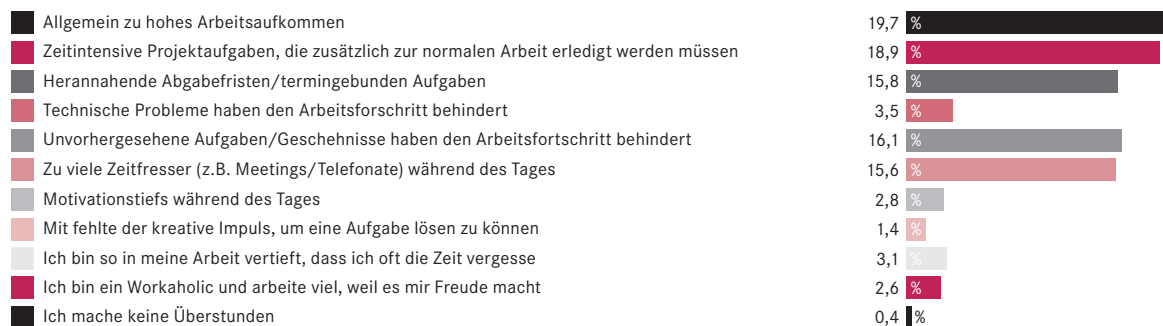 Allgemein zu hohes Arbeitsaufkommen 19,7 %
Zeitintensive Projektaufgaben, die zusätzlich zur normalen Arbeit erledigt werden müssen 18,9 %
Herannahende Abgabefristen/termingebunden Aufgaben 15,8 %
Technische Probleme haben den Arbeitsforschritt behindert 3,5 %
Unvorhergesehene Aufgaben/Geschehnisse haben den Arbeitsfortschritt behindert 16,1 %
Zu viele Zeitfresser (z.B. Meetings/Telefonate) während des Tages 15,6 %
Motivationstiefs während des Tages 2,8 %
Mit fehlte der kreative Impuls, um eine Aufgabe lösen zu können 1,4 %
Ich bin so in meine Arbeit vertieft, dass ich oft die Zeit vergesse 3,1 %
Ich bin ein Workaholic und arbeite viel, weil es mir Freude macht 2,6 %
Ich mache keine Überstunden 0,4 %